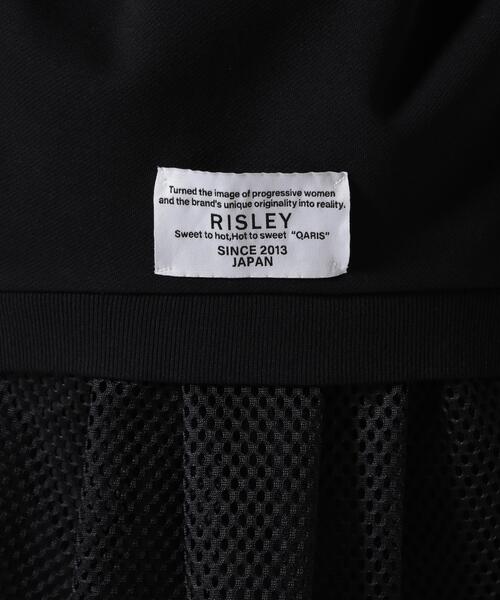 Turned the image of progressive women
and the brand's unique originality into reality.
RISLEY
Sweet to hot,Hot to sweet "QARIS"
SINCE 2013
JAPAN